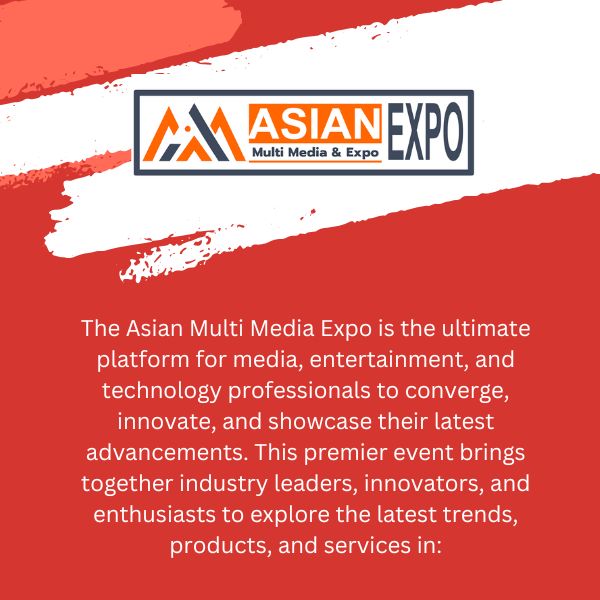 ASIAN
Multi Media & Expo
EXPO
The Asian Multi Media Expo is the ultimate
platform for media, entertainment, and
technology professionals to converge,
innovate, and showcase their latest
advancements. This premier event brings
together industry leaders, innovators, and
enthusiasts to explore the latest trends,
products, and services in: